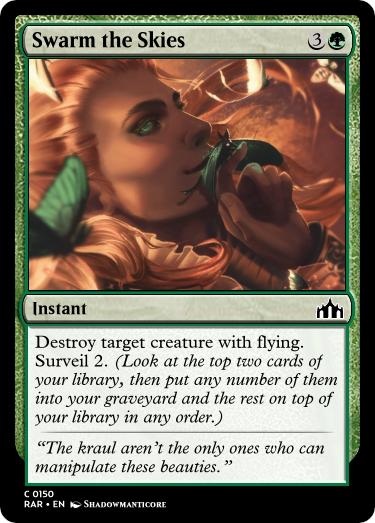 Swarm the Skies 3
Instant
Destroy target creature with flying.
Surveil 2. (Look at the top two cards of
your library, then put any number of them
into your graveyard and the rest on top of
your library in any order.)
“The kraul aren’t the only ones who can
manipulate these beauties.”
C 0150
RAR • EN Shadowmanticore